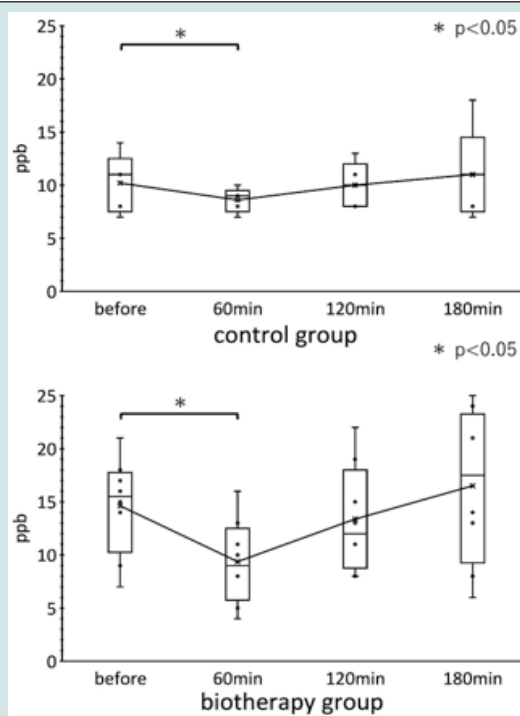 * p<0.05
*
25
20
15
10
5
0
ppb
before 60min 120min 180min
control group
* p<0.05
*
25
20
15
10
5
0
ppb
before 60min 120min 180min
biotherapy group